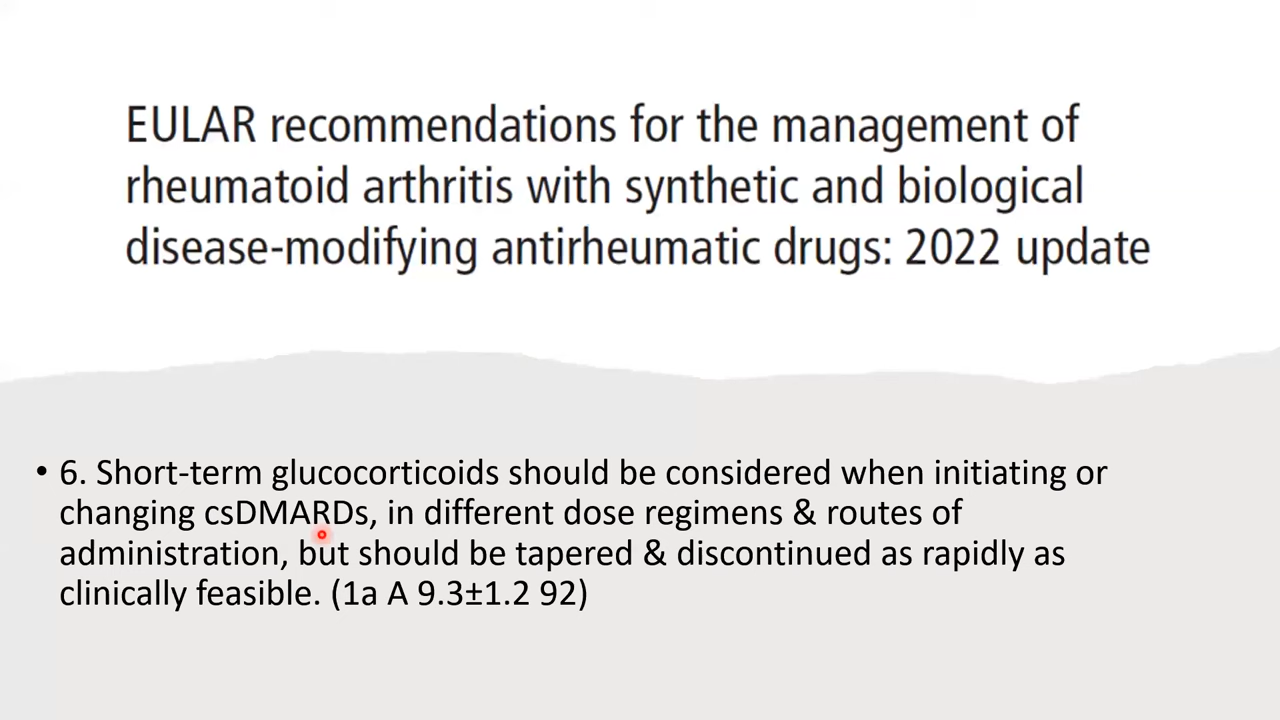 EULAR recommendations for the management of
rheumatoid arthritis with synthetic and biological
disease-modifying antirheumatic drugs: 2022 update
• 6. Short-term glucocorticoids should be considered when initiating or
changing csDMARDs, in different dose regimens & routes of
administration, but should be tapered & discontinued as rapidly as
clinically feasible. (1a A 9.3±1.2 92)